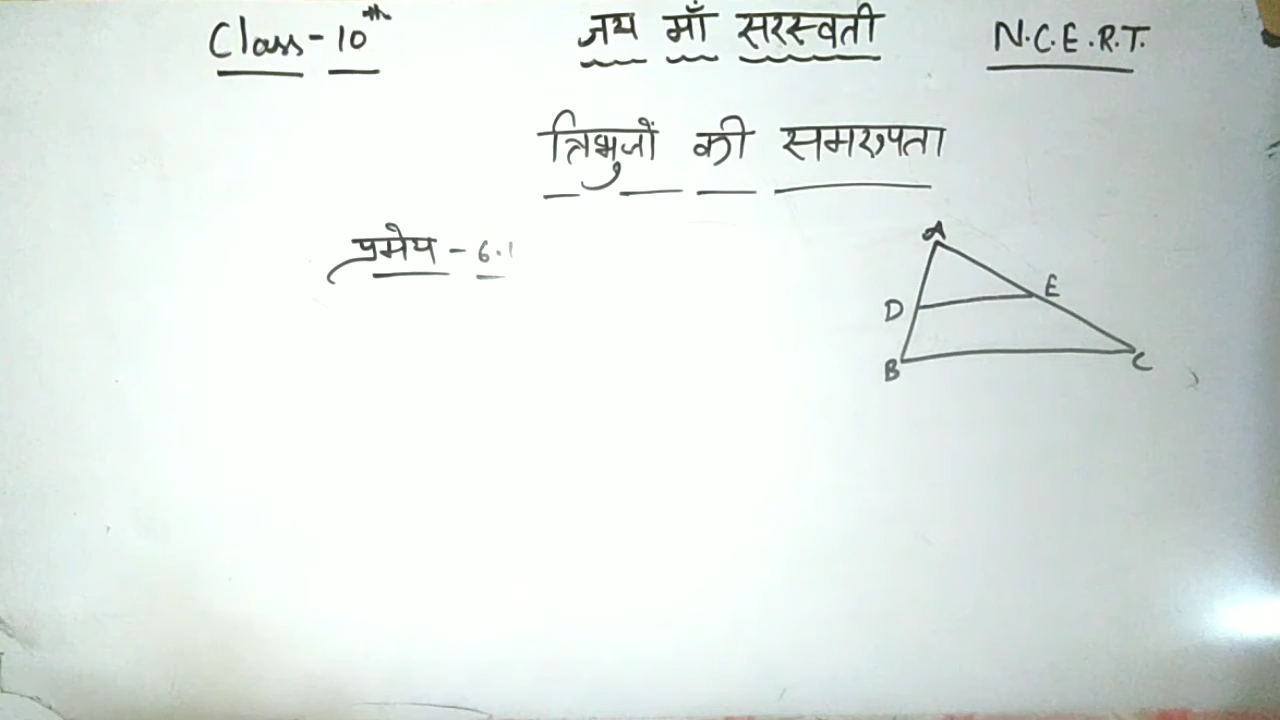 Class-10th जय माँ सरस्वती N.C.E.R.T.
त्रिभुजों की समरुपता
प्रमेय - 6.1
A
D E
B C